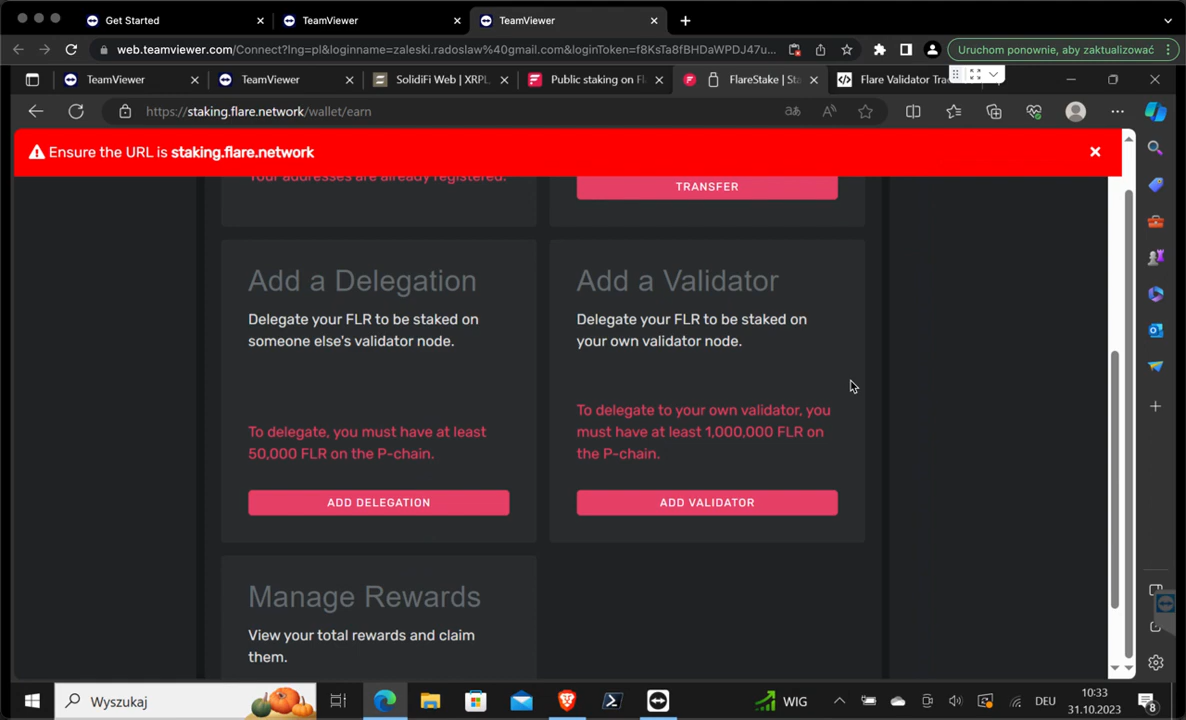 Get Started
TeamViewer
TeamViewer
web.teamviewer.com/Connect?lng=pl&loginname=zaleski.radoslaw%40gmail.com&loginToken=f8KsTa8fBHDaWPDJ47u...
Uruchom ponownie, aby zaktualizować
TeamViewer
TeamViewer
SolidiFi Web | XRPL
Public staking on Fl
FlareStake | Sta
Flare Validator Tra
https://staking.flare.network/wallet/earn
Ensure the URL is staking.flare.network
Your addresses are already registered.
TRANSFER
Add a Delegation
Delegate your FLR to be staked on
someone else's validator node.
To delegate, you must have at least
50,000 FLR on the P-chain.
ADD DELEGATION
Add a Validator
Delegate your FLR to be staked on
your own validator node.
To delegate to your own validator, you
must have at least 1,000,000 FLR on
the P-chain.
ADD VALIDATOR
Manage Rewards
View your total rewards and claim
them.
Wyszukaj
WIG
DEU
10:33
31.10.2023
8